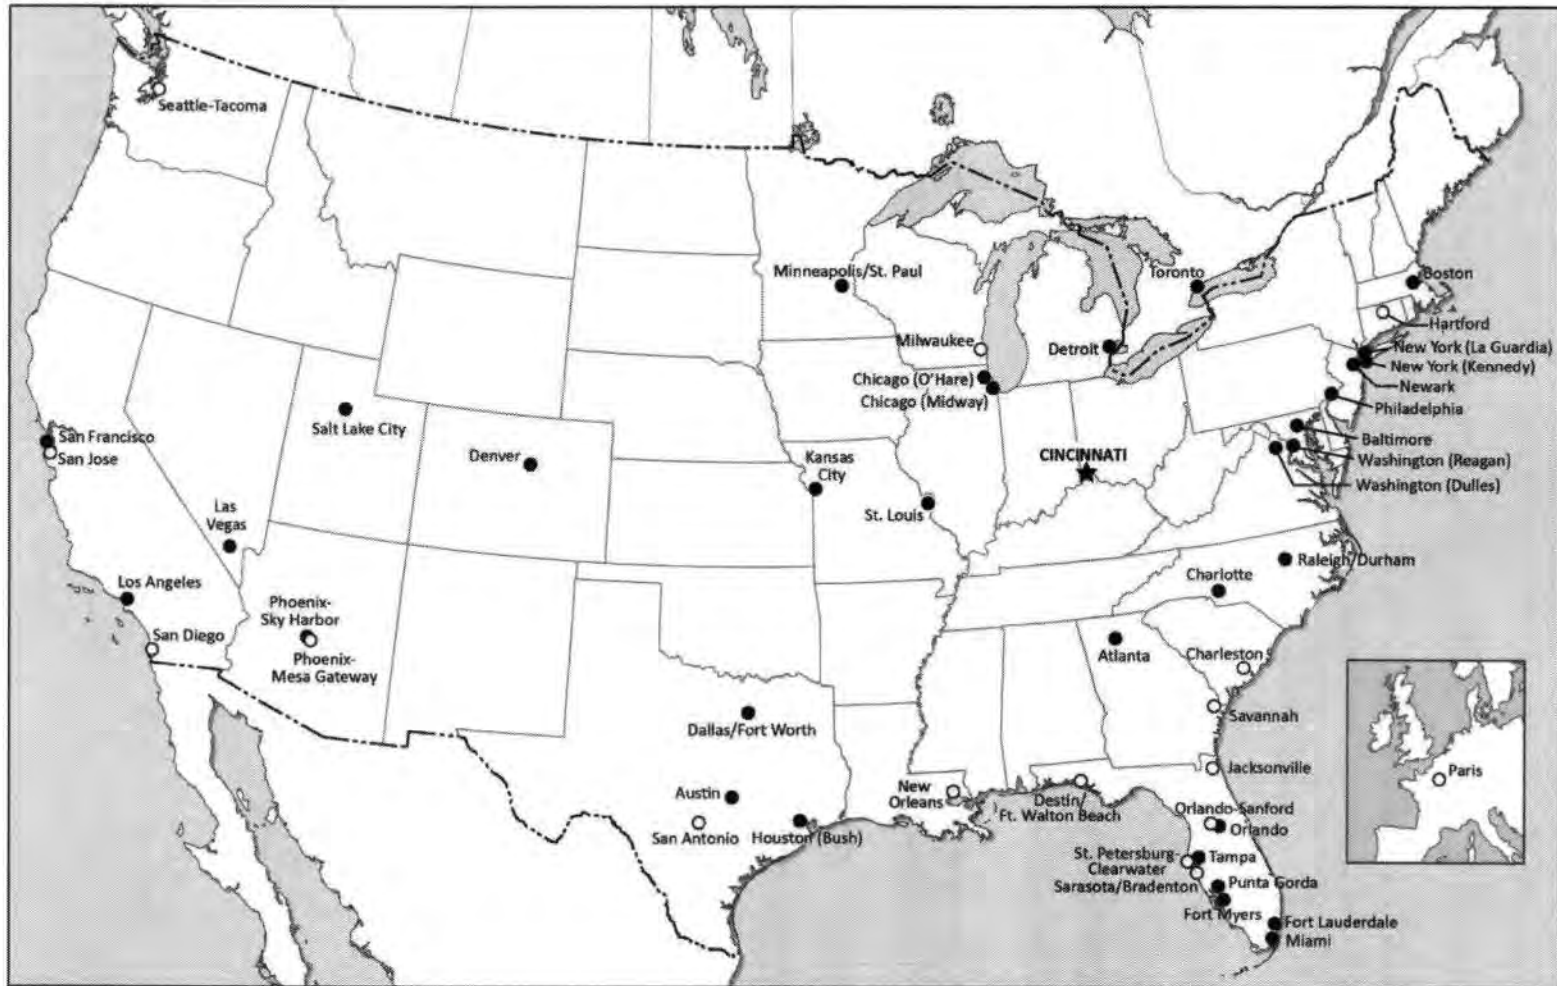 Seattle-Tacoma
Minneapolis/St. Paul
Toronto
Boston
Milwaukee
Detroit
Hartford
New York (La Guardia)
New York (Kennedy)
Newark
Chicago (O'Hare)
Chicago (Midway)
Philadelphia
Salt Lake City
San Francisco
San Jose
Denver
Kansas
City
CINCINNATI
Baltimore
Washington (Reagan)
Washington (Dulles)
Las
Vegas
St. Louis
Los Angeles
Raleigh/Durham
Charlotte
Phoenix-
Sky Harbor
San Diego
Phoenix-
Mesa Gateway
Atlanta
Charleston
Savannah
Dallas/Fort Worth
Jacksonville
Paris
Austin
San Antonio
Houston (Bush)
New
Orleans
Destin/
Ft. Walton Beach
Orlando-Sanford
Orlando
St. Petersburg-
Clearwater
Tampa
Sarasota/Bradenton
Punta Gorda
Fort Myers
Fort Lauderdale
Miami